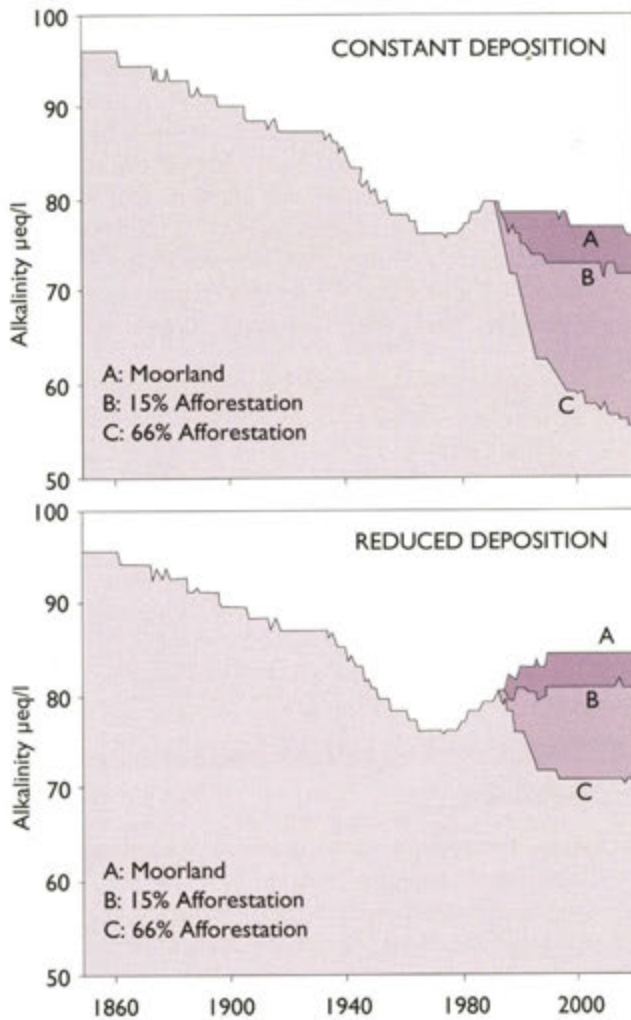 100
CONSTANT DEPOSITION
90
80
70
60
50
Alkalinity µeq/l
A
B
C
A: Moorland
B: 15% Afforestation
C: 66% Afforestation
100
REDUCED DEPOSITION
90
80
70
60
50
Alkalinity µeq/l
A
B
C
A: Moorland
B: 15% Afforestation
C: 66% Afforestation
1860 1900 1940 1980 2000